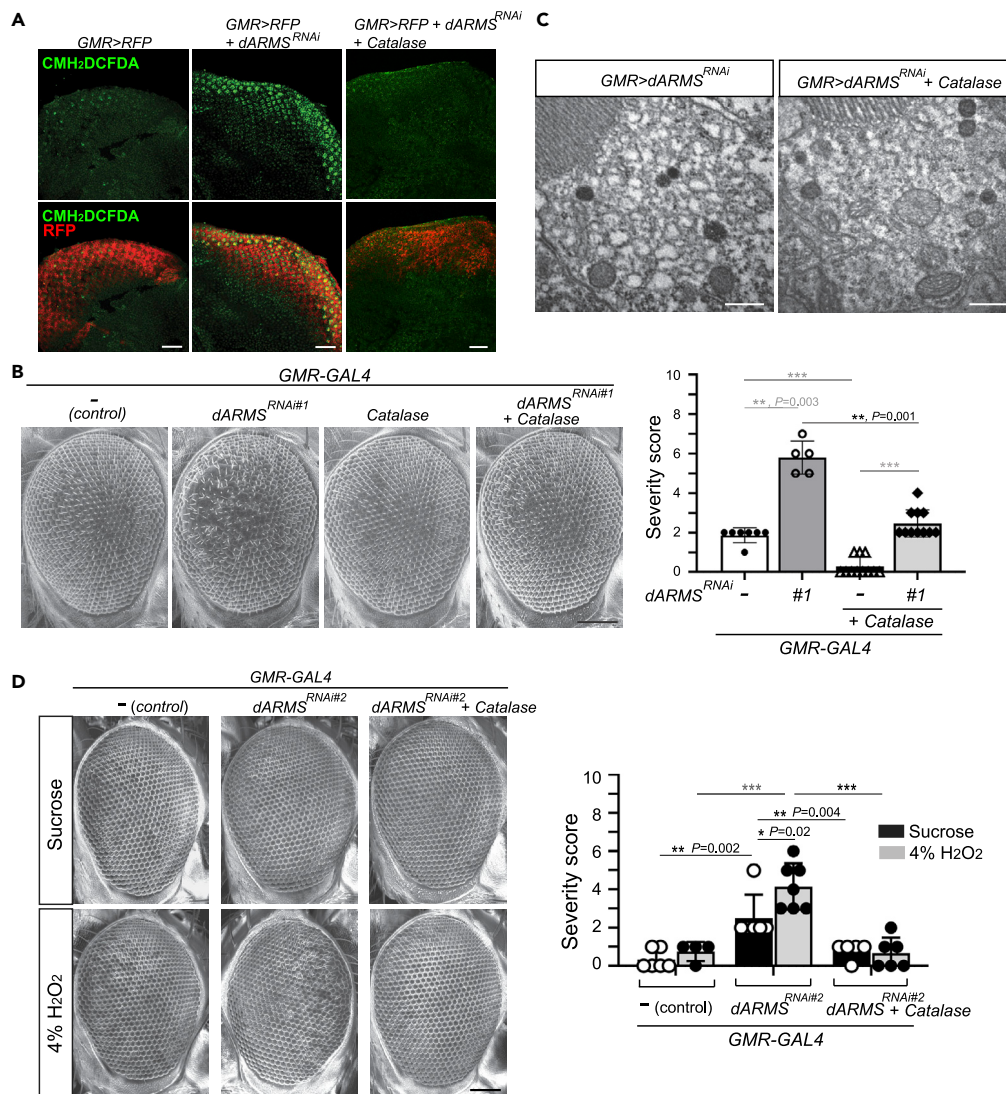 A
GMR>RFP
GMR>RFP
+ dARMS^RNAi
GMR>RFP + dARMS^RNAi
+ Catalase
CMH2DCFDA
CMH2DCFDA
RFP
C
GMR>dARMS^RNAi
GMR>dARMS^RNAi + Catalase
B
GMR-GAL4
-
(control)
dARMS^RNAi#1
Catalase
dARMS^RNAi#1
+ Catalase
Severity score
10
8
6
4
2
0
***
**, P=0.003
**, P=0.001
***
dARMS^RNAi
-
#1
-
#1
+ Catalase
GMR-GAL4
D
GMR-GAL4
- (control)
dARMS^RNAi#2
dARMS^RNAi#2 + Catalase
Sucrose
4% H2O2
Severity score
10
8
6
4
2
0
***
***
** P=0.004
* P=0.02
** P=0.002
Sucrose
4% H2O2
- (control)
dARMS^RNAi#2
dARMS^RNAi#2 + Catalase
GMR-GAL4